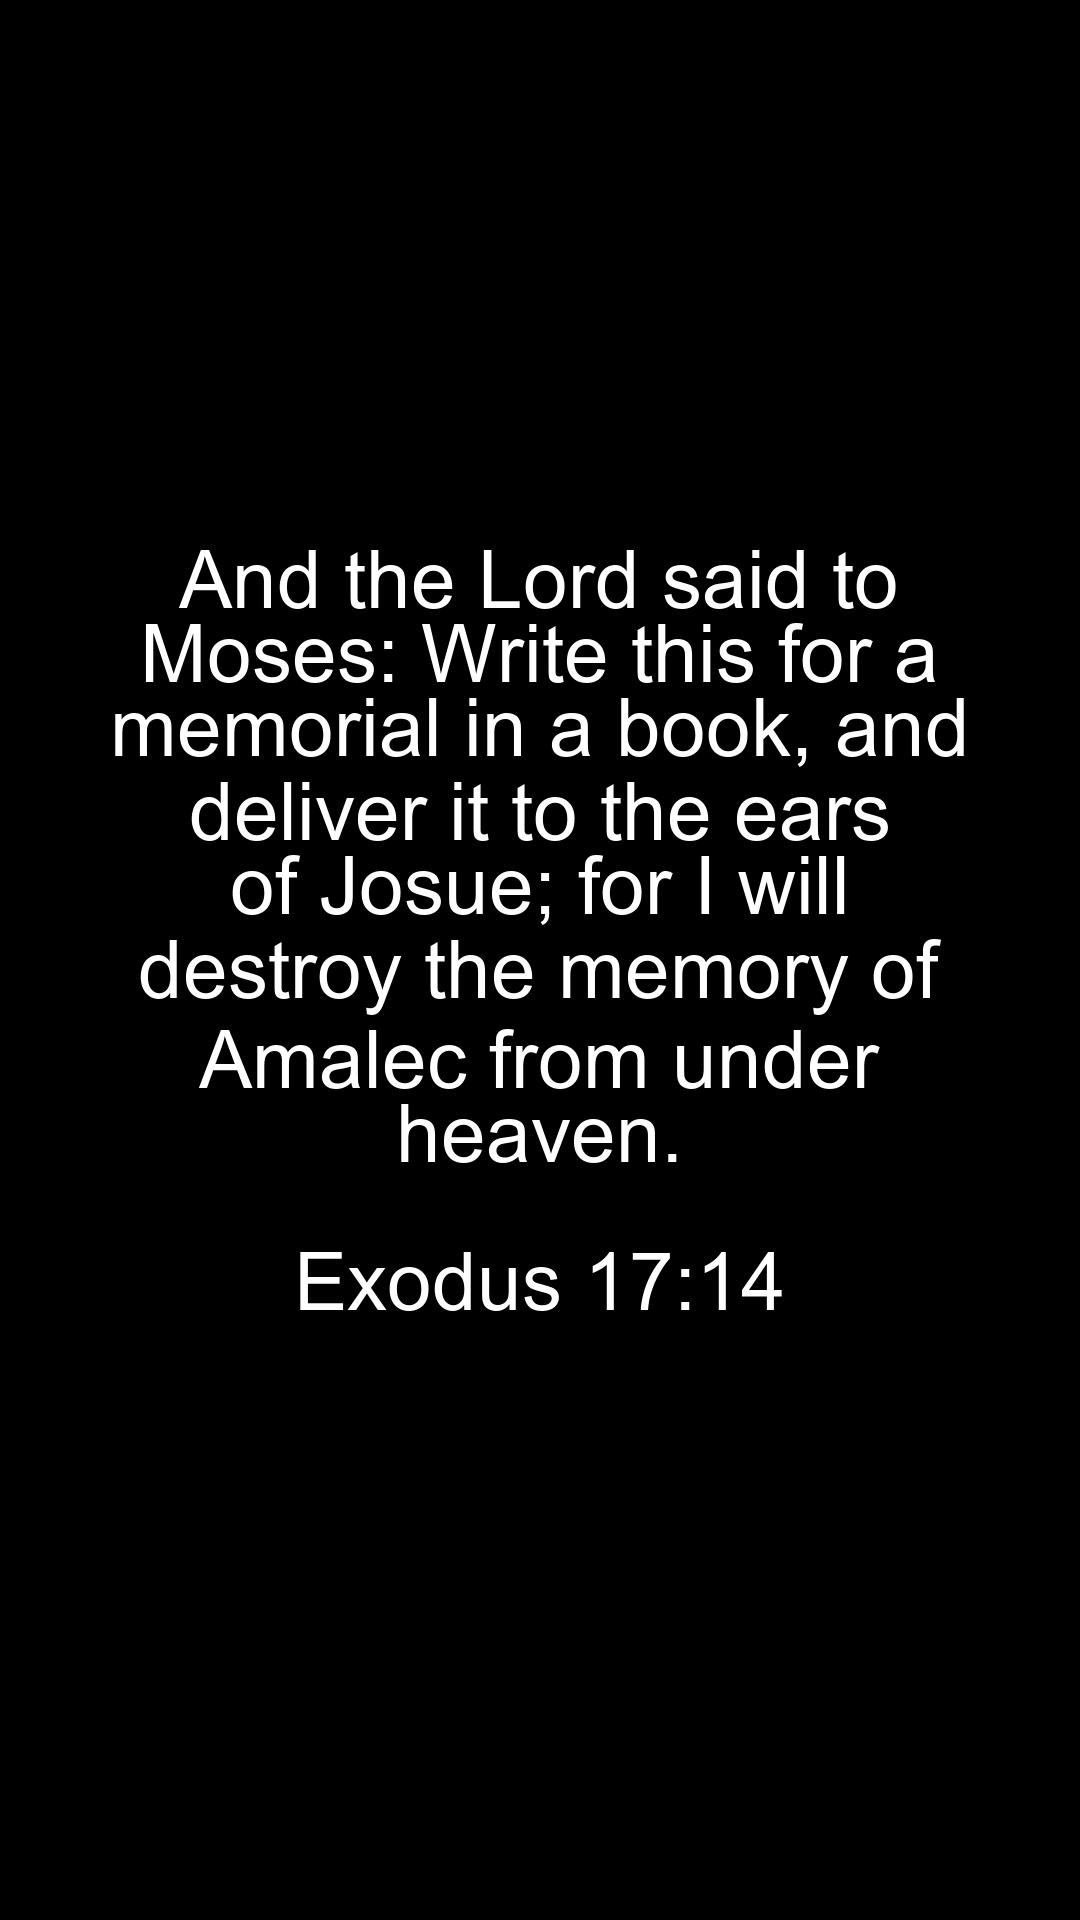 And the Lord said to
Moses: Write this for a
memorial in a book, and
deliver it to the ears
of Josue; for I will
destroy the memory of
Amalec from under
heaven.
Exodus 17:14